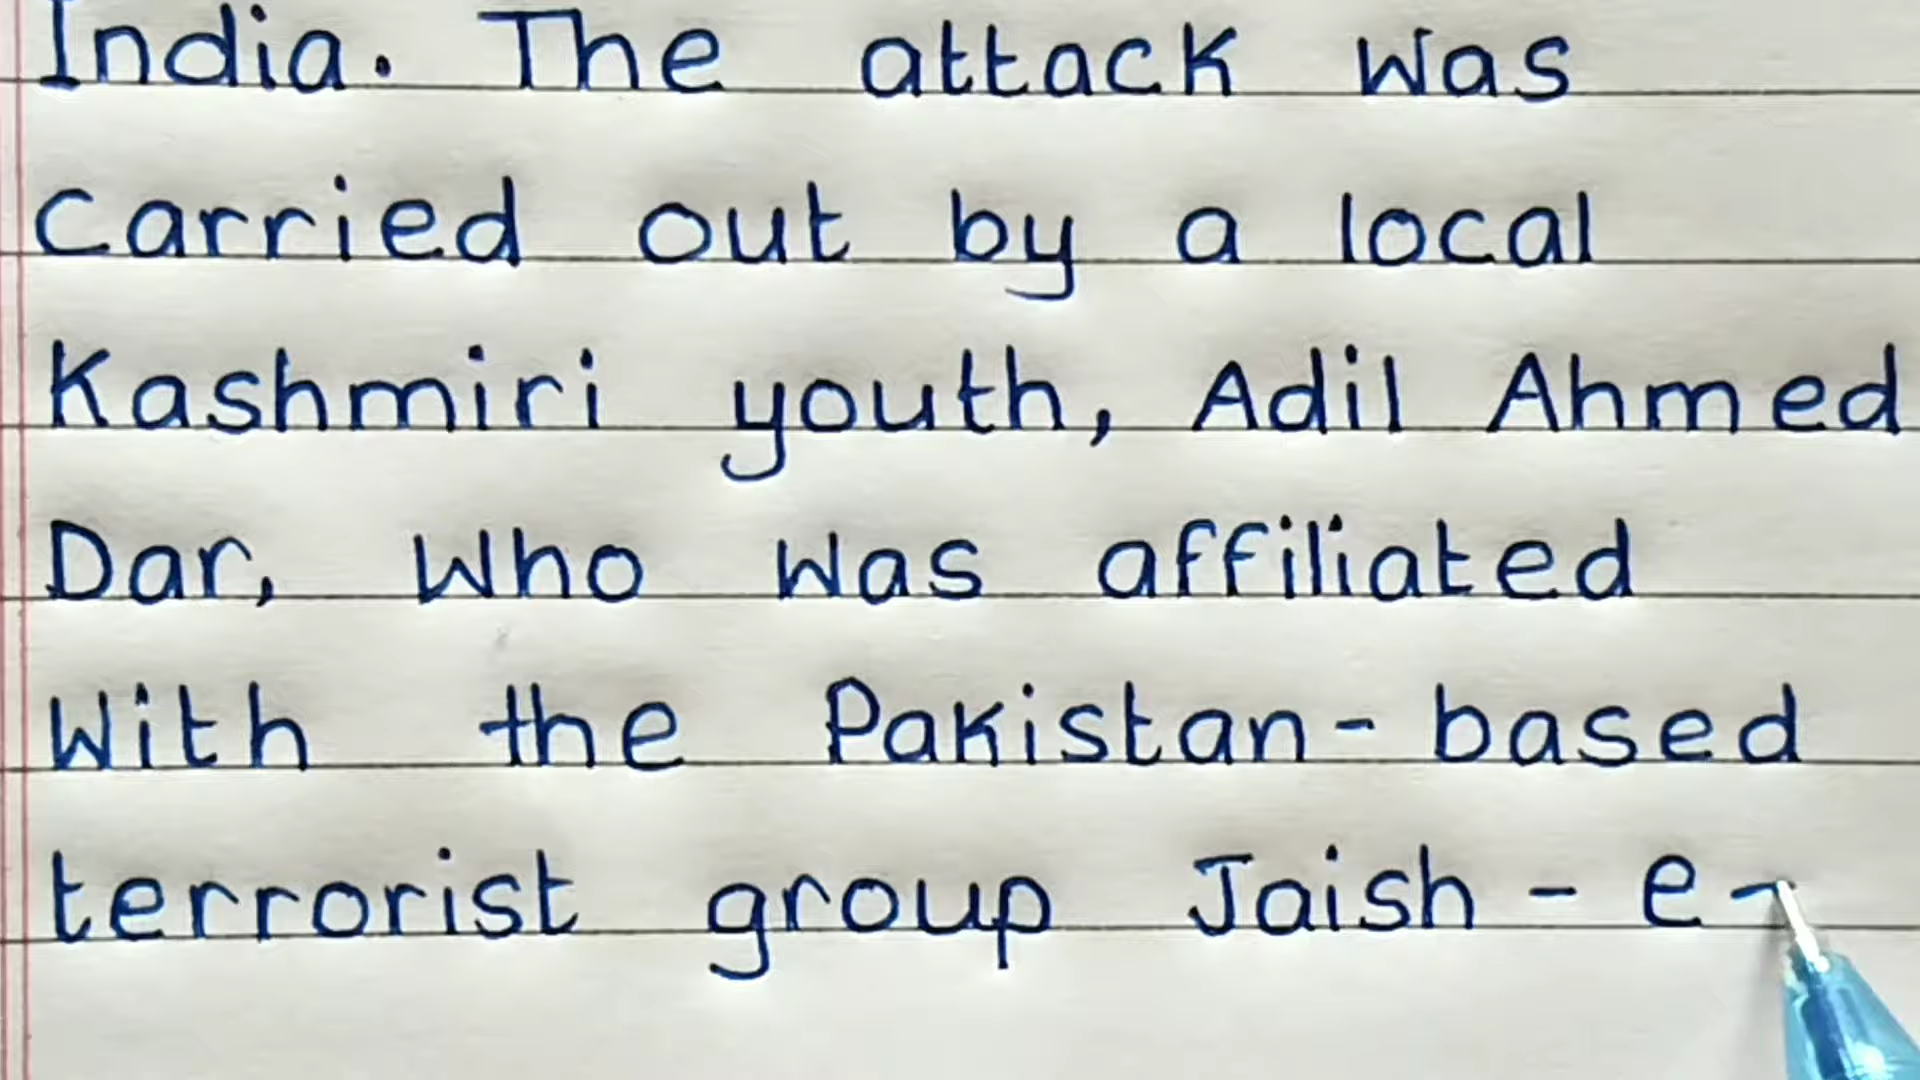 India. The attack was
carried out by a local
Kashmiri youth, Adil Ahmed
Dar, who was affiliated
with the Pakistan-based
terrorist group Jaish-e-